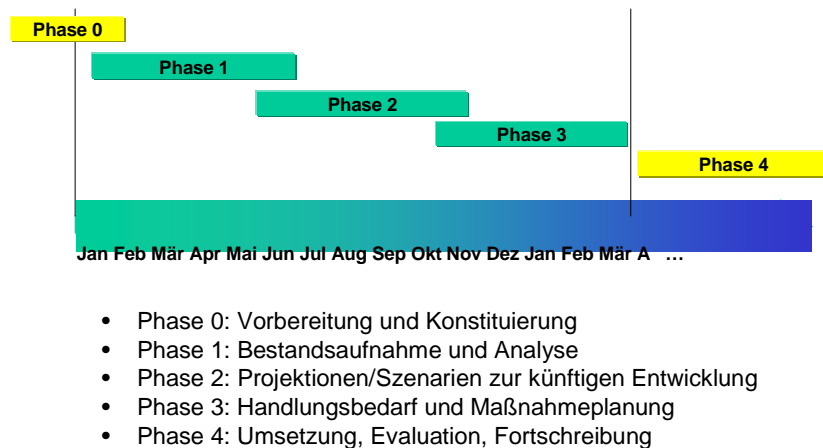 Phase 0
Phase 1
Phase 2
Phase 3
Phase 4
Jan Feb Mär Apr Mai Jun Jul Aug Sep Okt Nov Dez Jan Feb Mär A ...
• Phase 0: Vorbereitung und Konstituierung
• Phase 1: Bestandsaufnahme und Analyse
• Phase 2: Projektionen/Szenarien zur künftigen Entwicklung
• Phase 3: Handlungsbedarf und Maßnahmeplanung
• Phase 4: Umsetzung, Evaluation, Fortschreibung